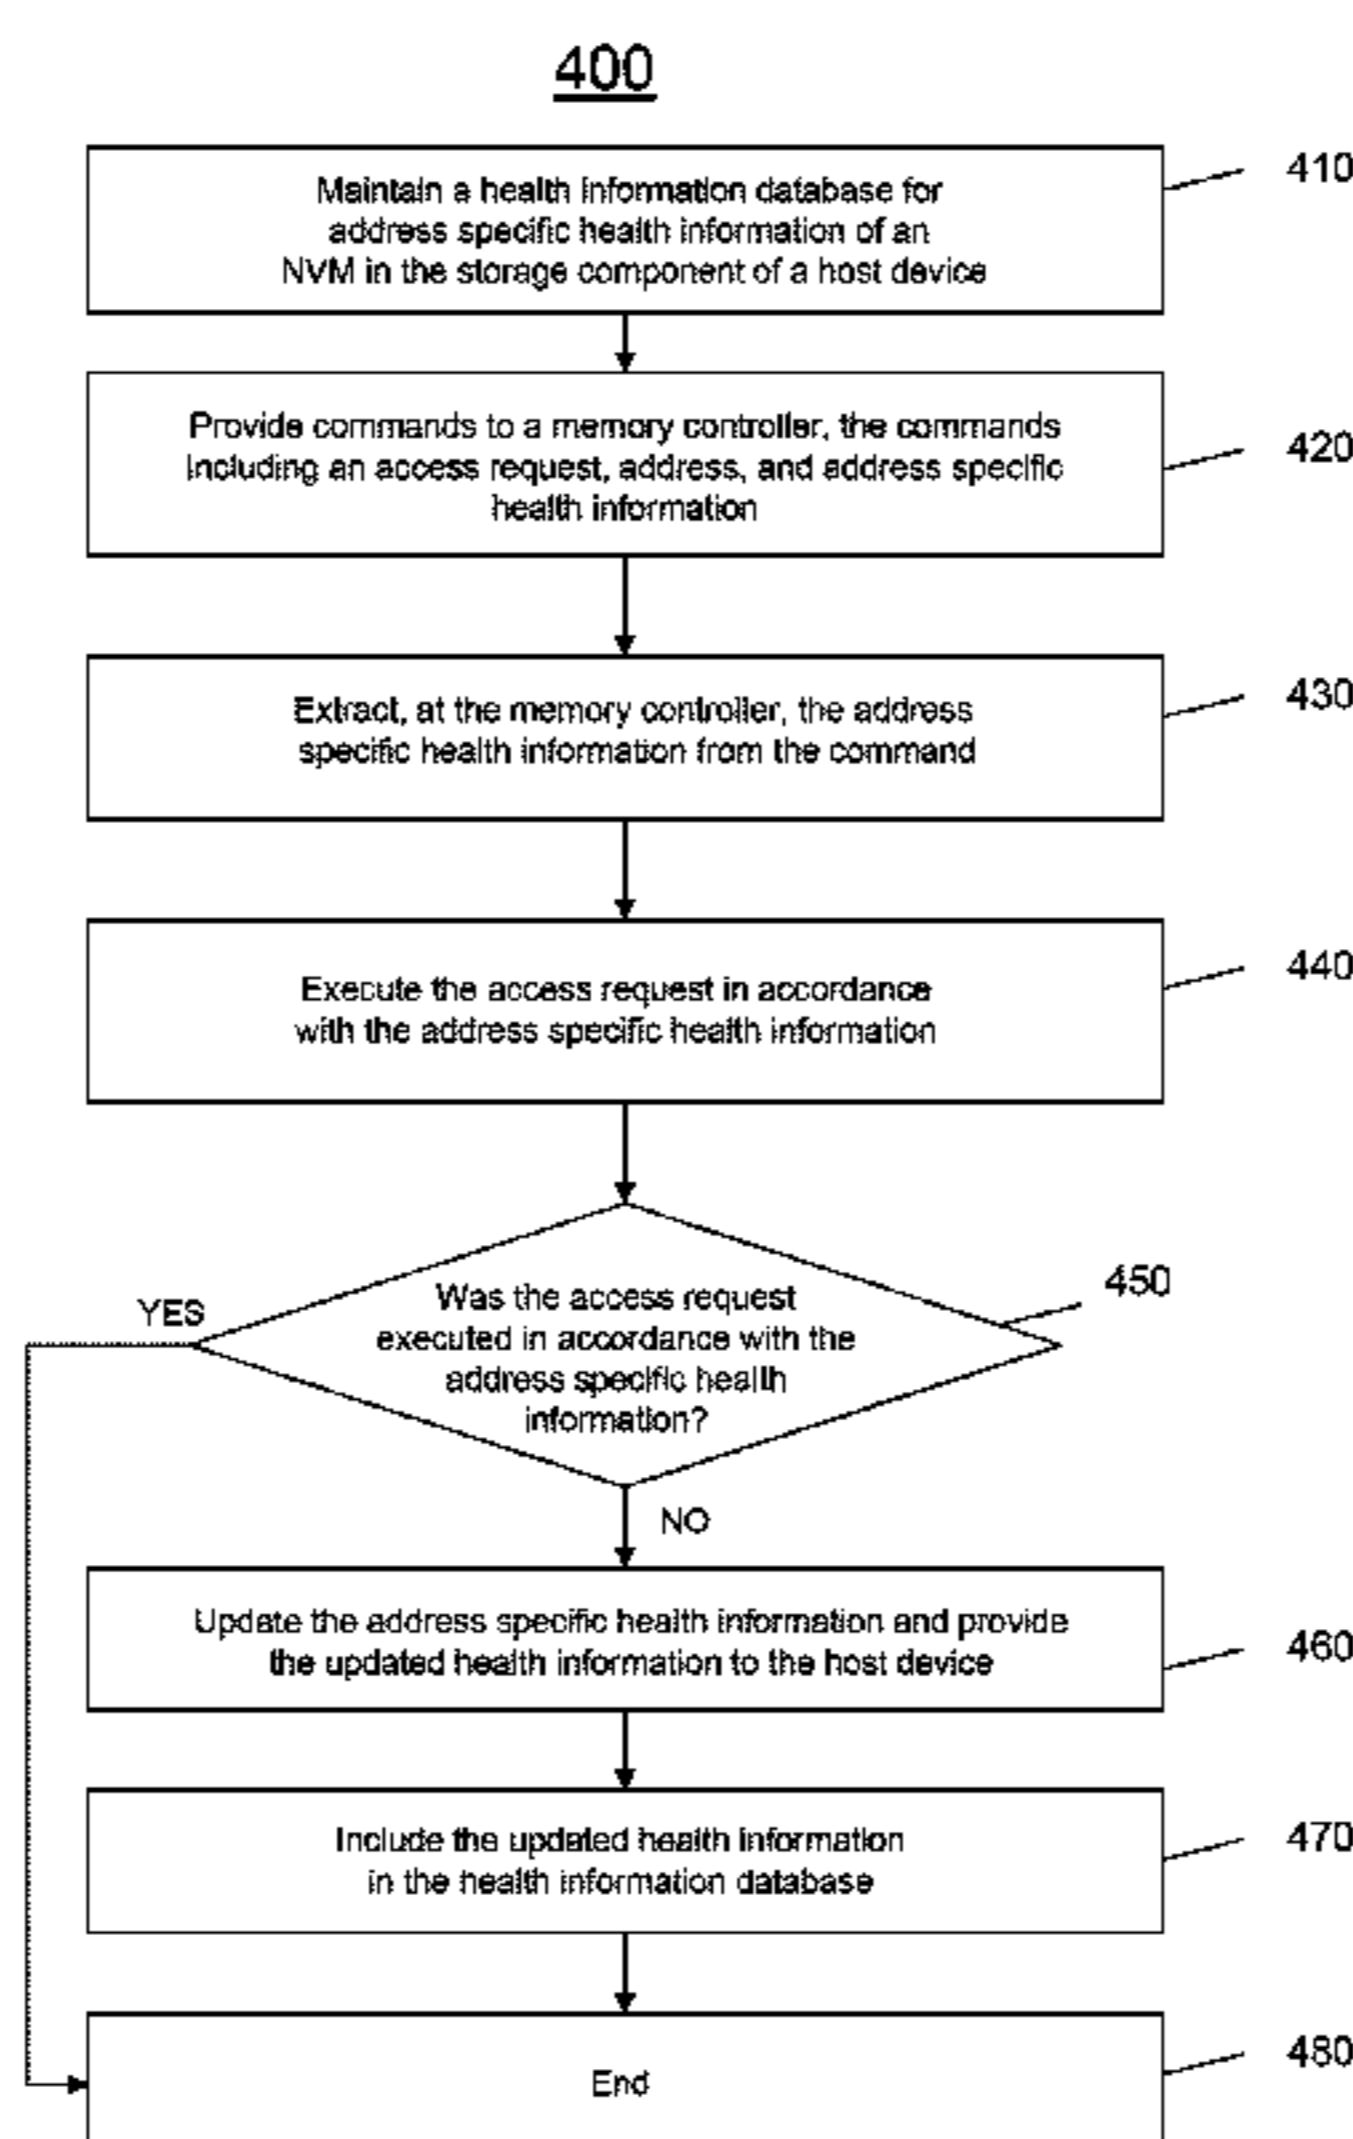 400
Maintain a health information database for
address specific health information of an
NVM in the storage component of a host device
410
Provide commands to a memory controller, the commands
including an access request, address, and address specific
health information
420
Extract, at the memory controller, the address
specific health information from the command
430
Execute the access request in accordance
with the address specific health information
440
Was the access request
executed in accordance with the
address specific health
information?
450
YES
NO
Update the address specific health information and provide
the updated health information to the host device
460
Include the updated health information
in the health information database
470
End
480